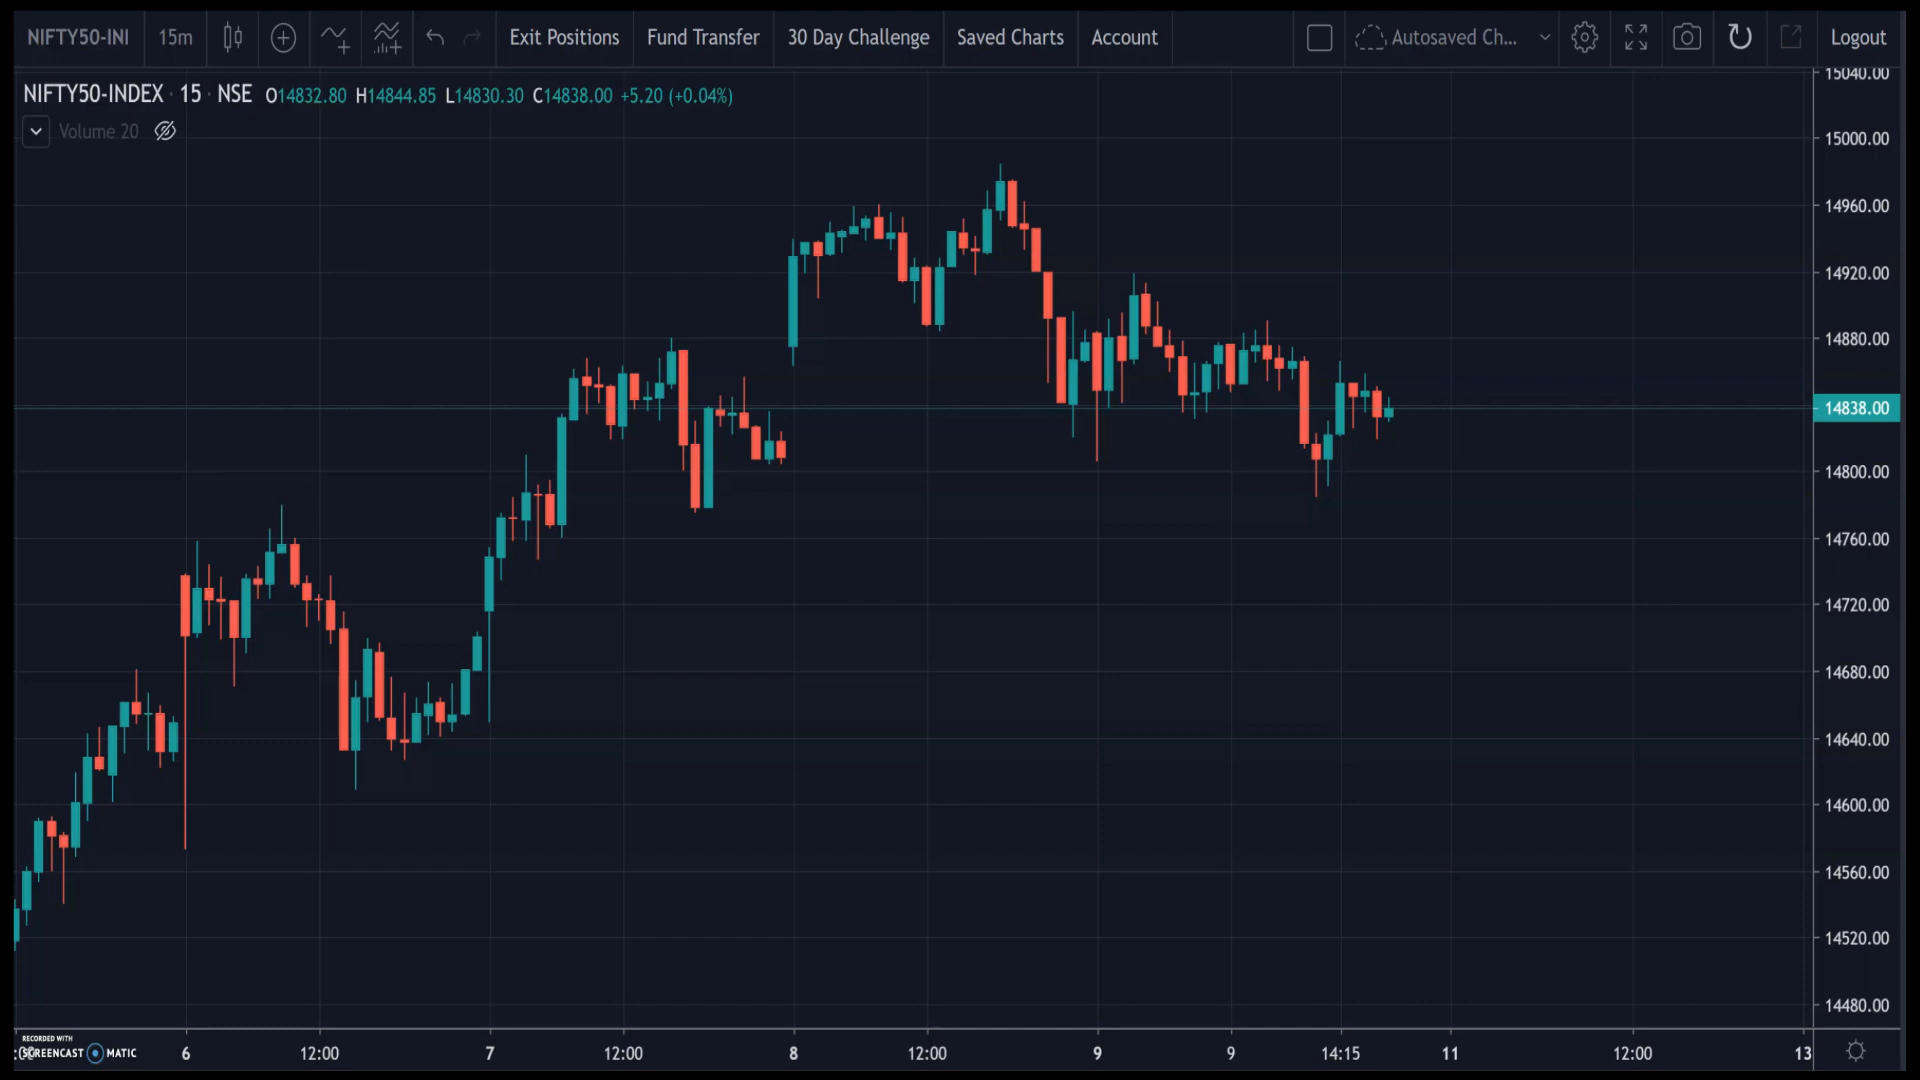 NIFTY50-INI 15m Exit Positions Fund Transfer 30 Day Challenge Saved Charts Account Autosaved Ch... Logout
NIFTY50-INDEX · 15 · NSE O14832.80 H14844.85 L14830.30 C14838.00 +5.20 (+0.04%)
Volume 20
15040.00
15000.00
14960.00
14920.00
14880.00
14838.00
14800.00
14760.00
14720.00
14680.00
14640.00
14600.00
14560.00
14520.00
14480.00
RECORDED WITH
SCREENCAST MATIC
6 12:00 7 12:00 8 12:00 9 9 14:15 11 12:00 13